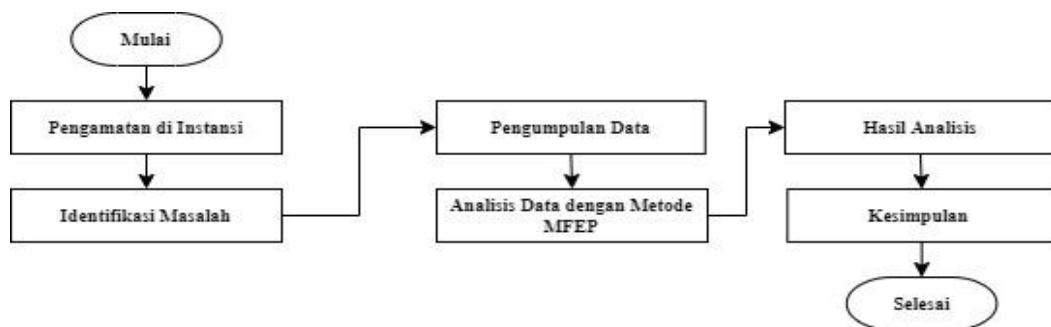 Mulai
Pengamatan di Instansi
Identifikasi Masalah
Pengumpulan Data
Analisis Data dengan Metode
MFEP
Hasil Analisis
Kesimpulan
Selesai